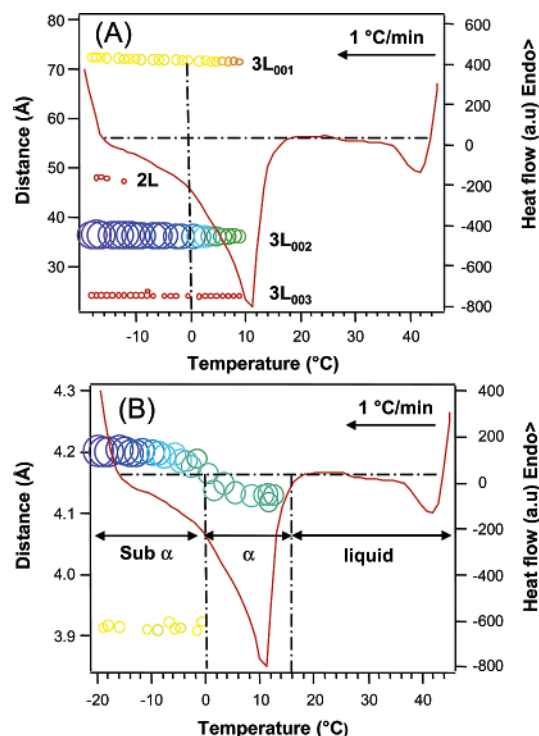 (A)
1 °C/min
3L001
2L
3L002
3L003
Distance (Å)
80
70
60
50
40
30
Heat flow (a.u) Endo>
600
400
200
0
-200
-400
-600
-800
-10 0 10 20 30 40
Temperature (°C)
(B)
1 °C/min
Sub α
α
liquid
Distance (Å)
4.3
4.2
4.1
4.0
3.9
Heat flow (a.u) Endo>
400
200
0
-200
-400
-600
-800
-20 -10 0 10 20 30 40
Temperature (°C)